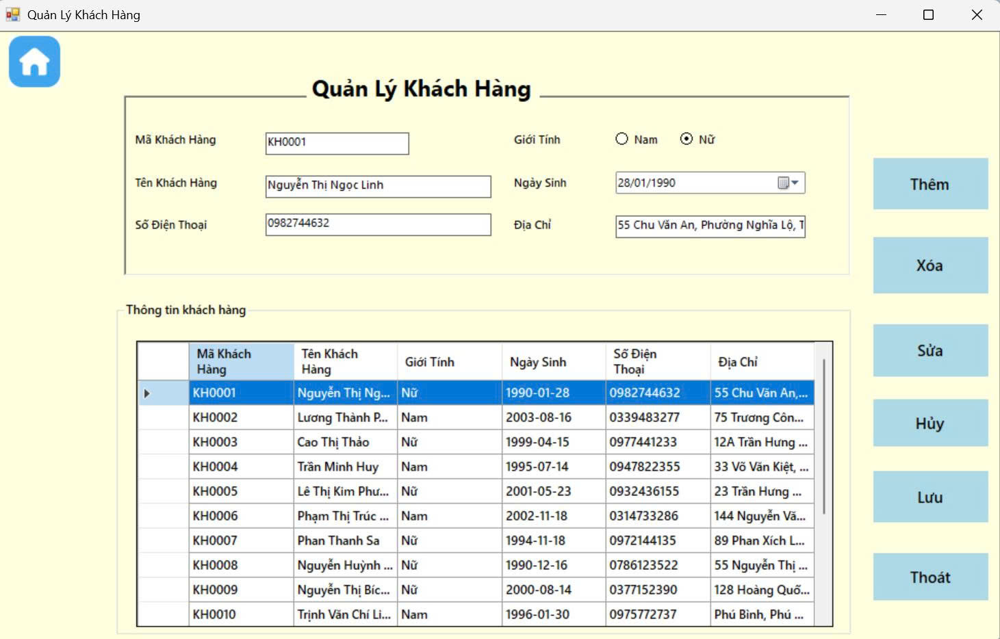 Quản Lý Khách Hàng
Quản Lý Khách Hàng
Mã Khách Hàng KH0001 Giới Tính Nam Nữ
Tên Khách Hàng Nguyễn Thị Ngọc Linh Ngày Sinh 28/01/1990
Số Điện Thoại 0982744632 Địa Chỉ 55 Chu Văn An, Phường Nghĩa Lộ, T
Thêm
Xóa
Sửa
Hủy
Lưu
Thoát
Thông tin khách hàng
Mã Khách Hàng Tên Khách Hàng Giới Tính Ngày Sinh Số Điện Thoại Địa Chỉ
KH0001 Nguyễn Thị Ng... Nữ 1990-01-28 0982744632 55 Chu Văn An,...
KH0002 Lương Thành P... Nam 2003-08-16 0339483277 75 Trương Côn...
KH0003 Cao Thị Thảo Nữ 1999-04-15 0977441233 12A Trần Hưng ...
KH0004 Trần Minh Huy Nam 1995-07-14 0947822355 33 Võ Văn Kiệt, ...
KH0005 Lê Thị Kim Phư... Nữ 2001-05-23 0932436155 23 Trần Hưng ...
KH0006 Phạm Thị Trúc ... Nam 2002-11-18 0314733286 144 Nguyễn Vă...
KH0007 Phan Thanh Sa Nữ 1994-11-18 0972144135 89 Phan Xích L...
KH0008 Nguyễn Huỳnh ... Nữ 1990-12-16 0786123522 55 Nguyễn Thị ...
KH0009 Nguyễn Thị Bíc... Nữ 2000-08-14 0377152390 128 Hoàng Quố...
KH0010 Trịnh Văn Chí Li... Nam 1996-01-30 0975772737 Phú Bình, Phú ...